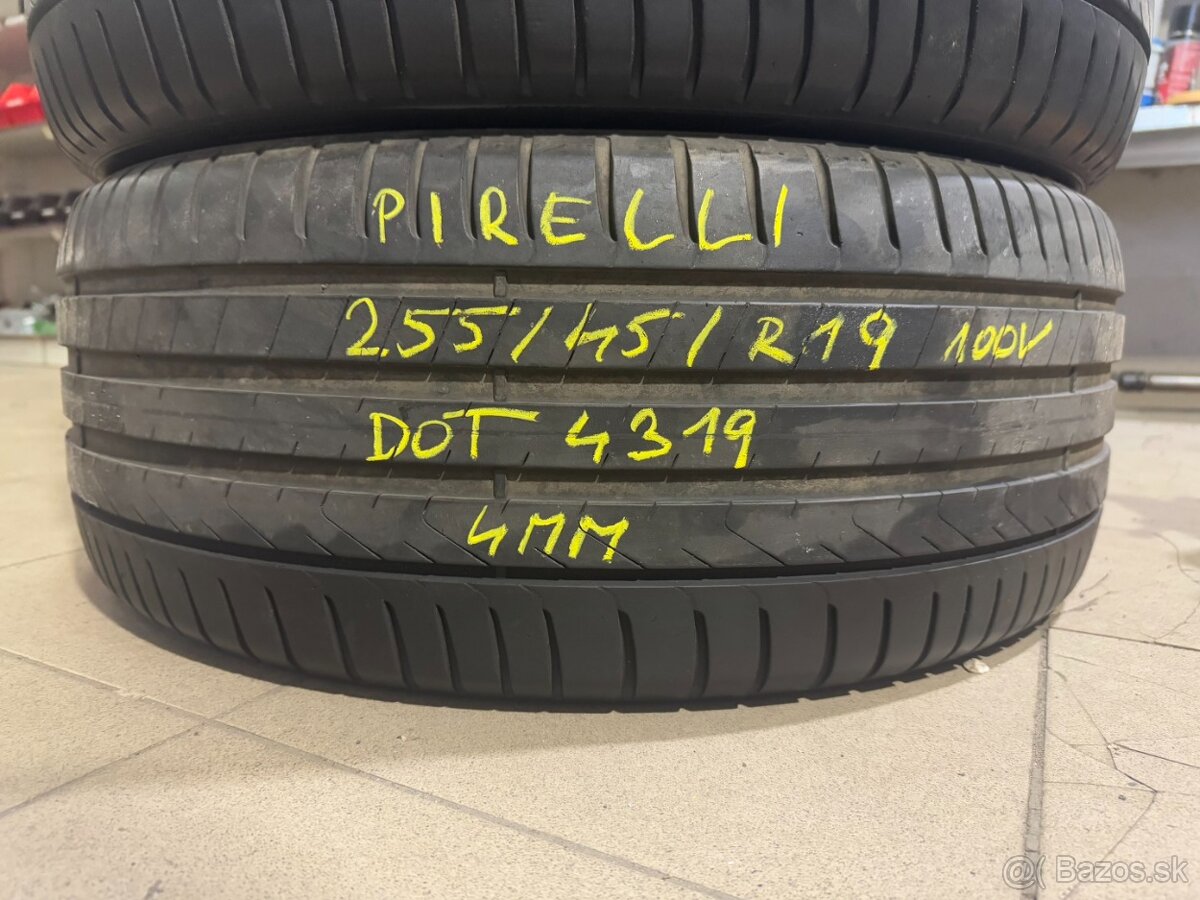 PIRELLI
255/45/R19 100V
DOT 4319
4MM
Bazos.sk